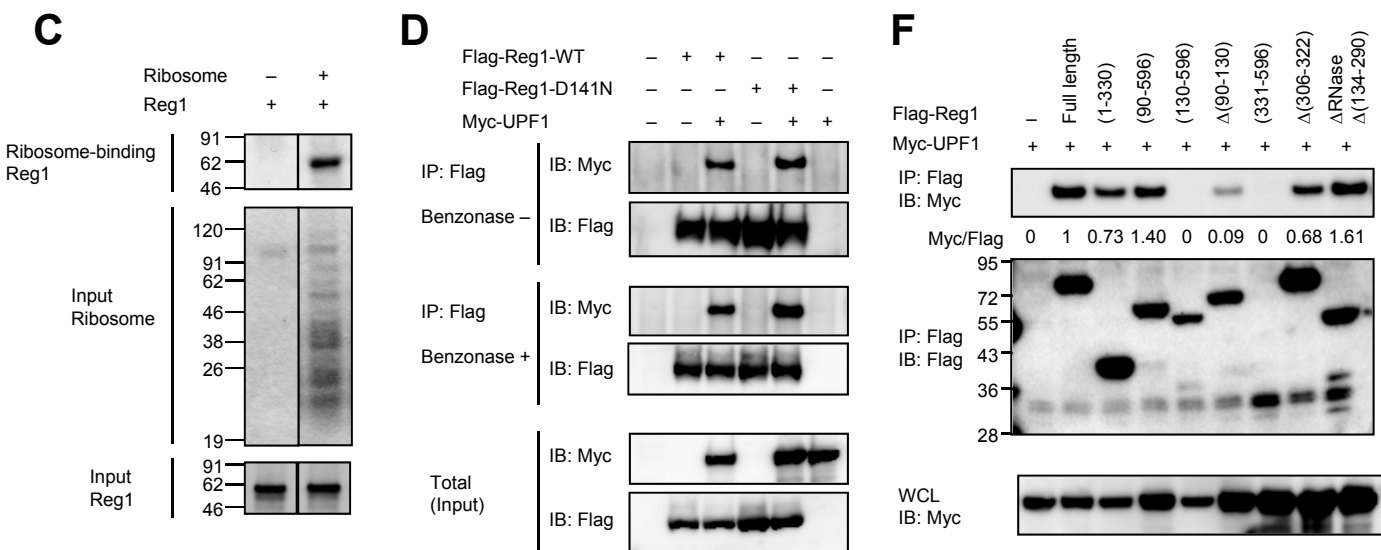 C
Ribosome – +
Reg1 + +
Ribosome-binding
Reg1
91
62
46
Input
Ribosome
120
91
62
46
38
26
19
Input
Reg1
91
62
46
D
Flag-Reg1-WT – + + – – –
Flag-Reg1-D141N – – – + + –
Myc-UPF1 – – + – + +
IP: Flag
Benzonase –
IB: Myc
IB: Flag
IP: Flag
Benzonase +
IB: Myc
IB: Flag
Total
(Input)
IB: Myc
IB: Flag
F
Flag-Reg1
–
Full length
(1-330)
(90-596)
(130-596)
Δ(90-130)
(331-596)
Δ(306-322)
ΔRNase
Δ(134-290)
Myc-UPF1 + + + + + + + + +
IP: Flag
IB: Myc
Myc/Flag 0 1 0.73 1.40 0 0.09 0 0.68 1.61
95
72
55
43
36
28
IP: Flag
IB: Flag
WCL
IB: Myc